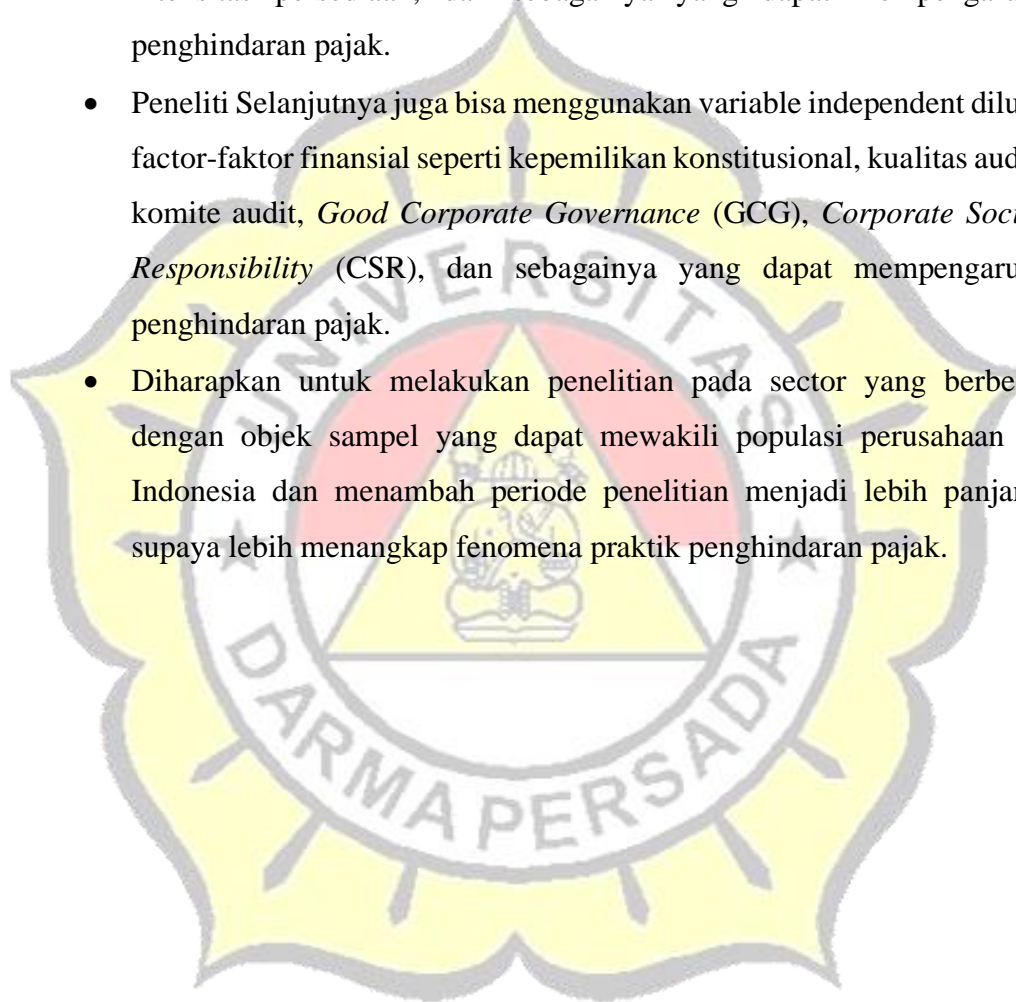 penghindaran pajak.
• Peneliti Selanjutnya juga bisa menggunakan variable independent dilu
factor-faktor finansial seperti kepemilikan konstitusional, kualitas aud
komite audit, Good Corporate Governance (GCG), Corporate Soci
Responsibility (CSR), dan sebagainya yang dapat mempengaru
penghindaran pajak.
• Diharapkan untuk melakukan penelitian pada sector yang berbe
dengan objek sampel yang dapat mewakili populasi perusahaan
Indonesia dan menambah periode penelitian menjadi lebih panjan
supaya lebih menangkap fenomena praktik penghindaran pajak.
UNIVERSITAS
DARMA PERSADA